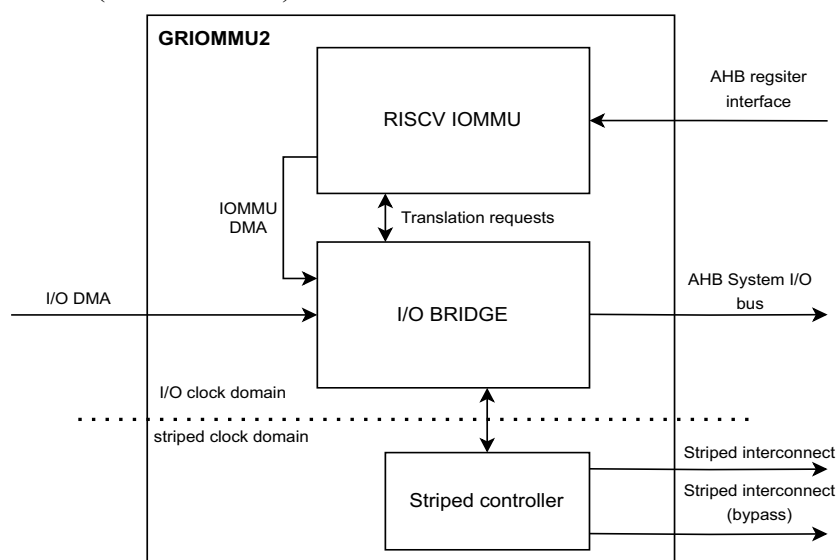 GRIOMMU2
AHB regsiter
interface
RISCV IOMMU
IOMMU
DMA
Translation requests
I/O DMA
I/O BRIDGE
AHB System I/O
bus
I/O clock domain
striped clock domain
Striped controller
Striped interconnect
Striped interconnect
(bypass)